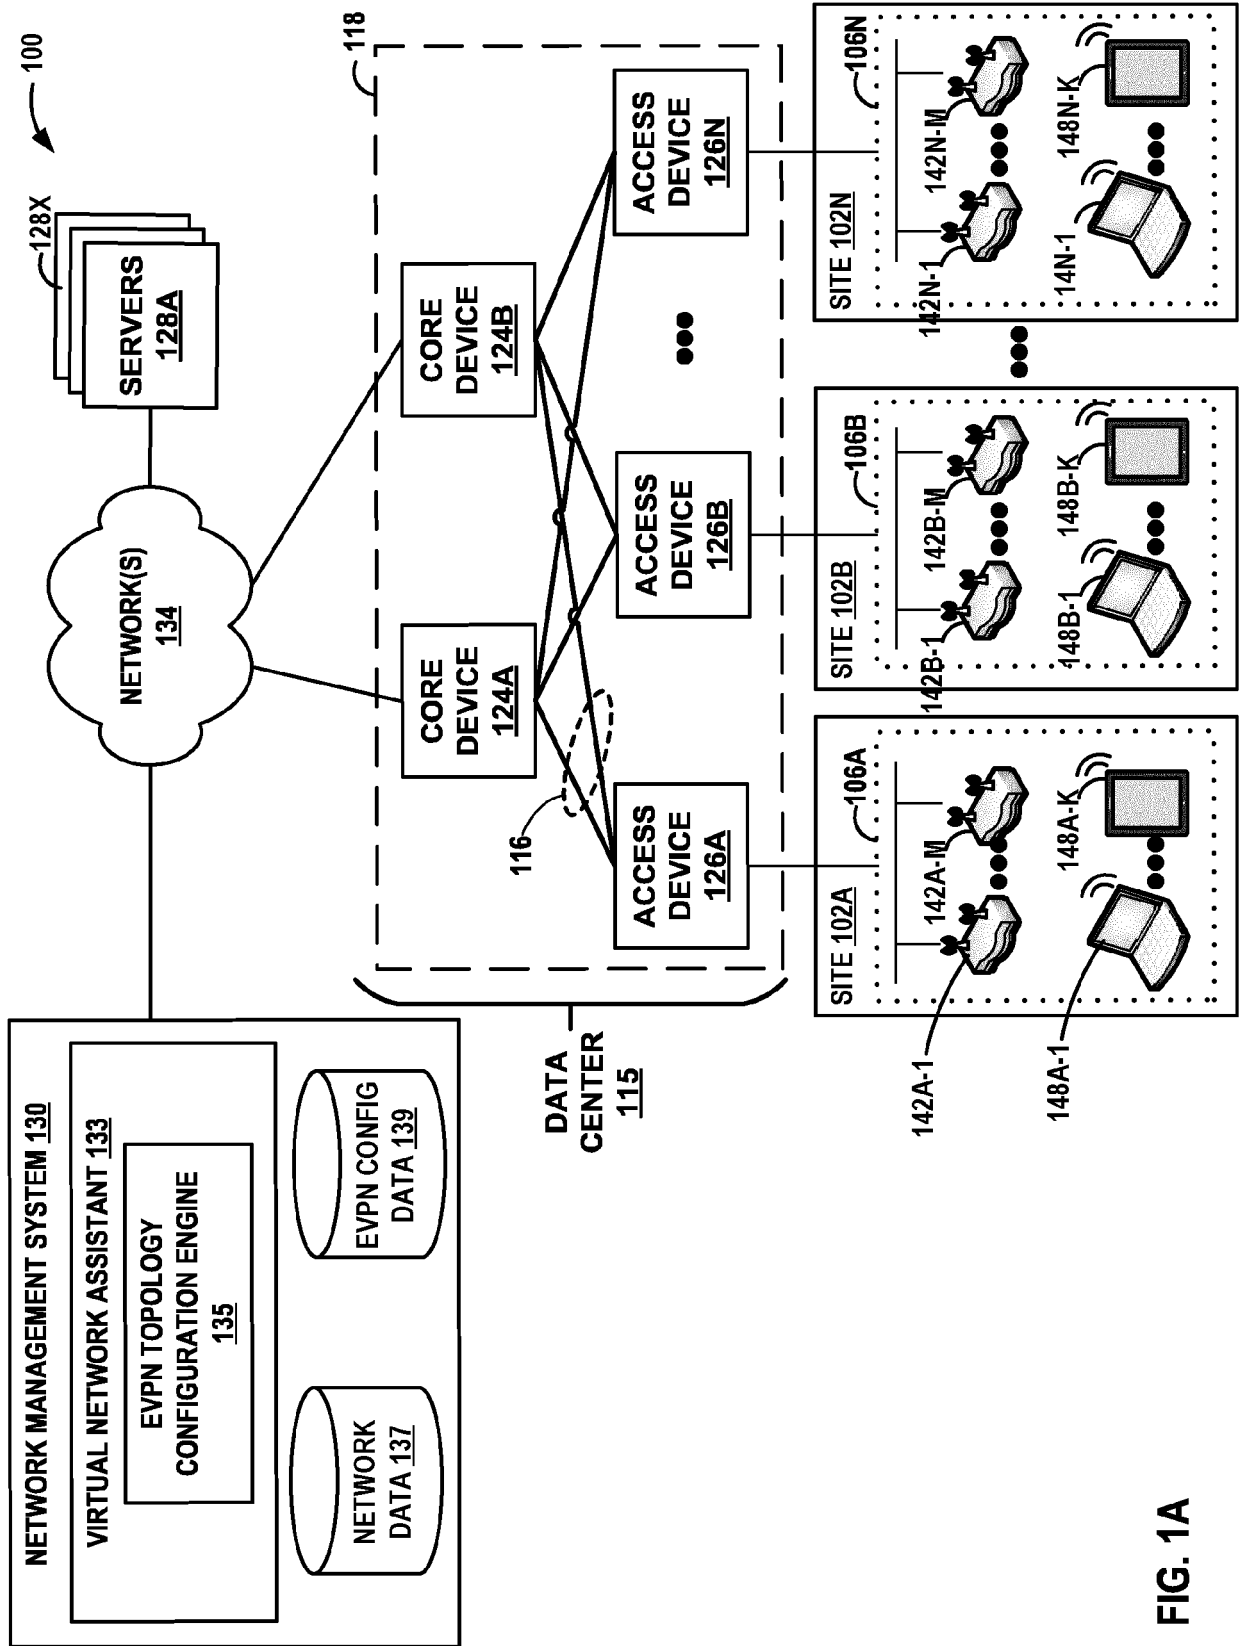 100
NETWORK MANAGEMENT SYSTEM 130
VIRTUAL NETWORK ASSISTANT 133
EVPN TOPOLOGY
CONFIGURATION ENGINE
135
NETWORK
DATA 137
EVPN CONFIG
DATA 139
NETWORK(S)
134
128X
SERVERS
128A
118
DATA
CENTER
115
CORE
DEVICE
124A
CORE
DEVICE
124B
116
ACCESS
DEVICE
126A
ACCESS
DEVICE
126B
ACCESS
DEVICE
126N
SITE 102A
106A
142A-1
142A-M
148A-1
148A-K
SITE 102B
106B
142B-1
142B-M
148B-1
148B-K
SITE 102N
106N
142N-1
142N-M
14N-1
148N-K
FIG. 1A